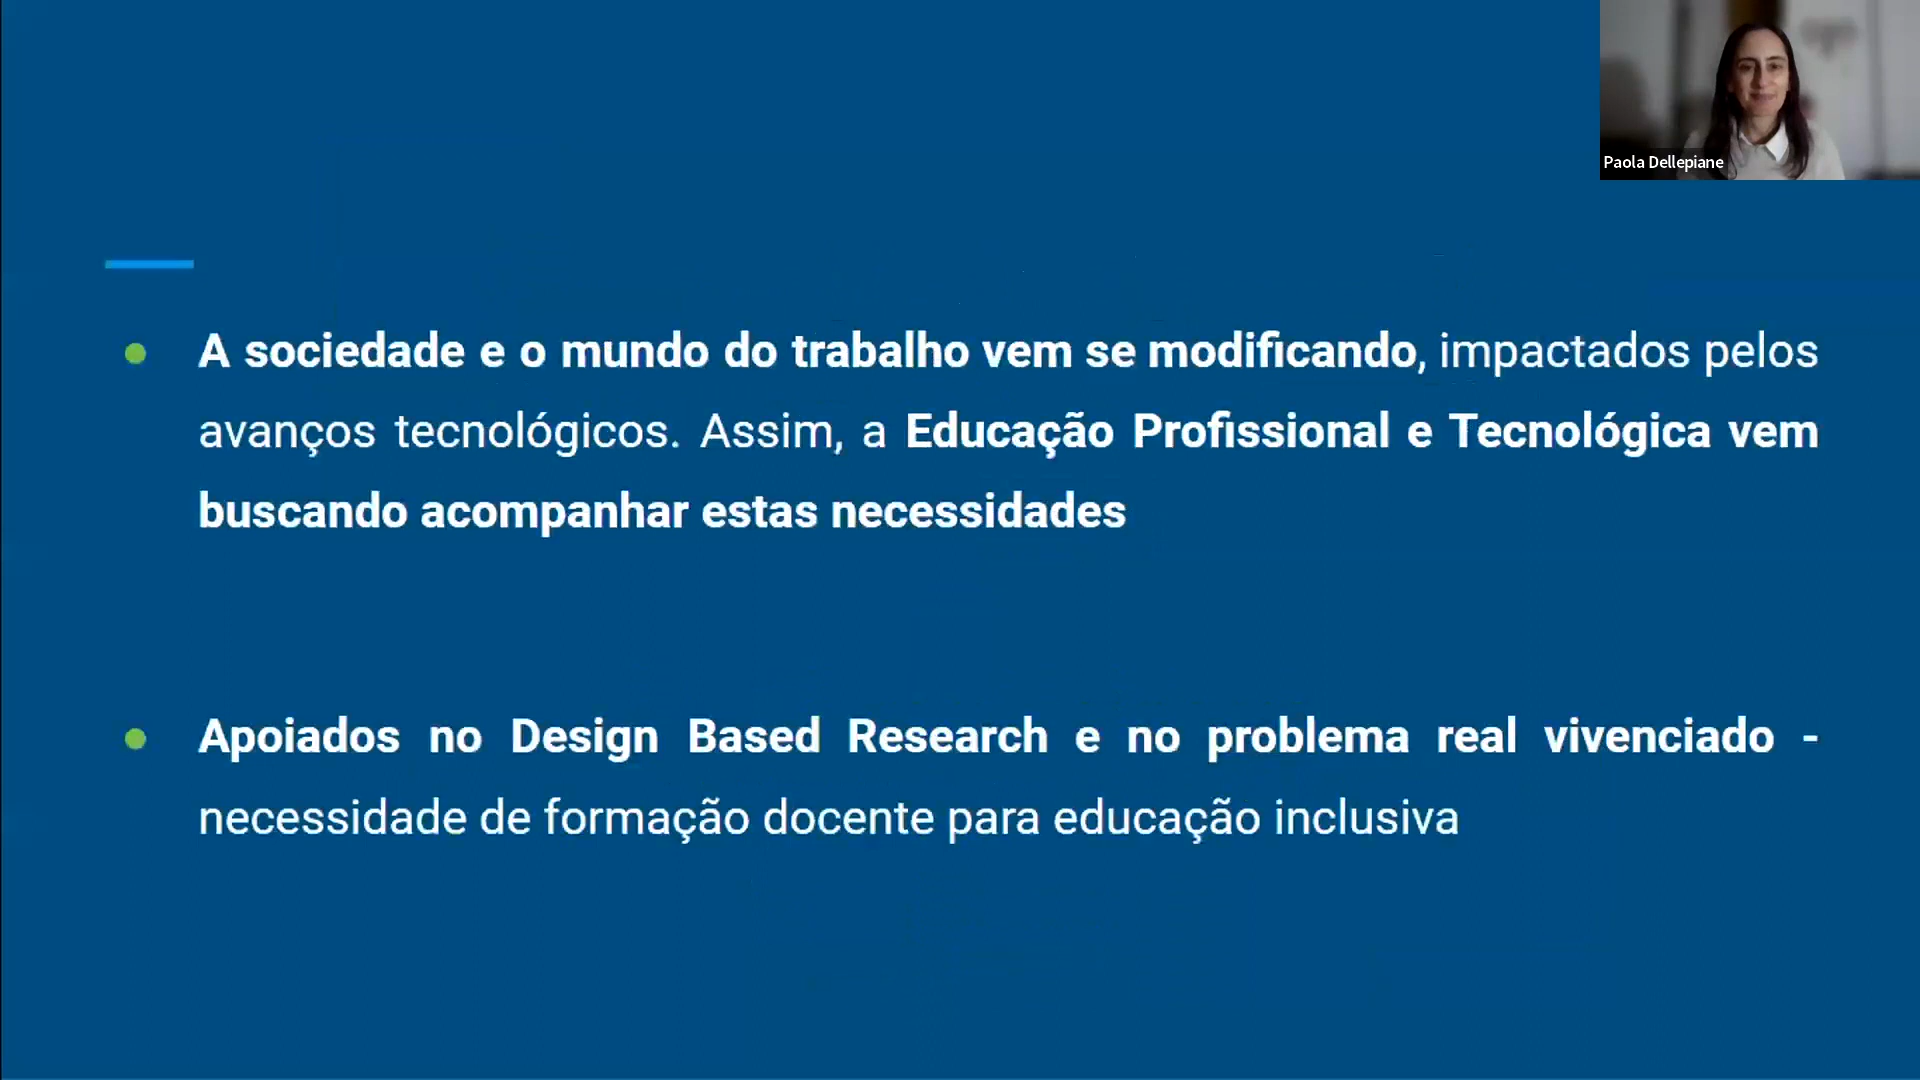 Paola Dellepiane
A sociedade e o mundo do trabalho vem se modificando, impactados pelos
avanços tecnológicos. Assim, a Educação Profissional e Tecnológica vem
buscando acompanhar estas necessidades
Apoiados no Design Based Research e no problema real vivenciado -
necessidade de formação docente para educação inclusiva